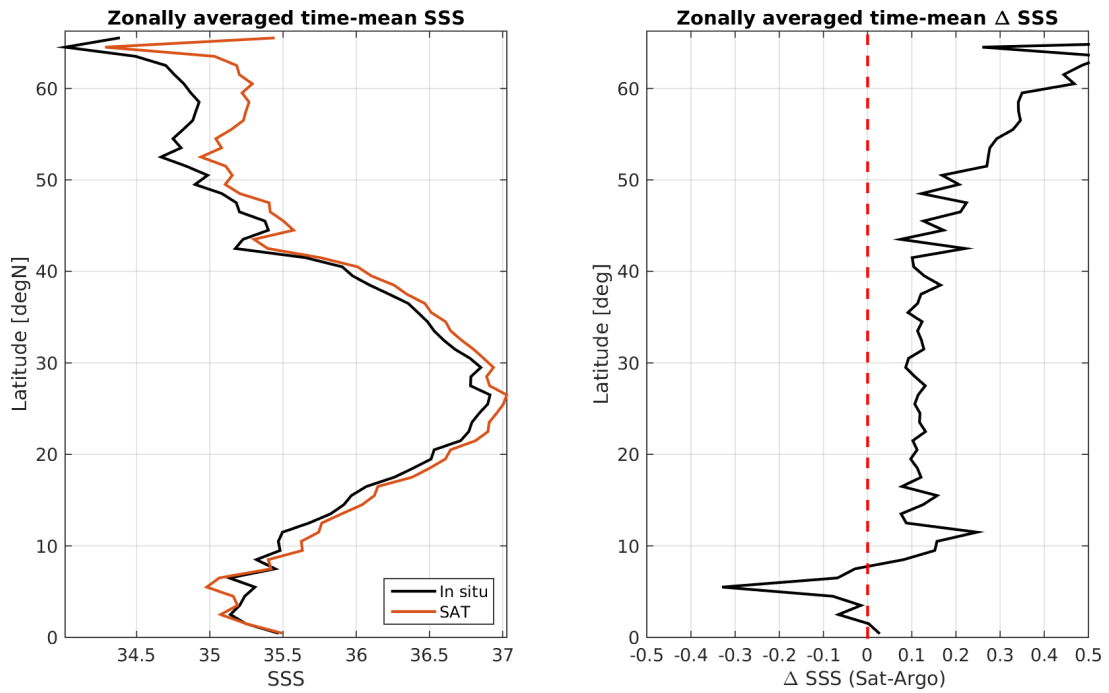 Zonally averaged time-mean SSS
Latitude [degN]
60
50
40
30
20
10
0
34.5 35 35.5 36 36.5 37
SSS
In situ
SAT
Zonally averaged time-mean Δ SSS
Latitude [deg]
60
50
40
30
20
10
0
-0.5 -0.4 -0.3 -0.2 -0.1 0 0.1 0.2 0.3 0.4 0.5
Δ SSS (Sat-Argo)